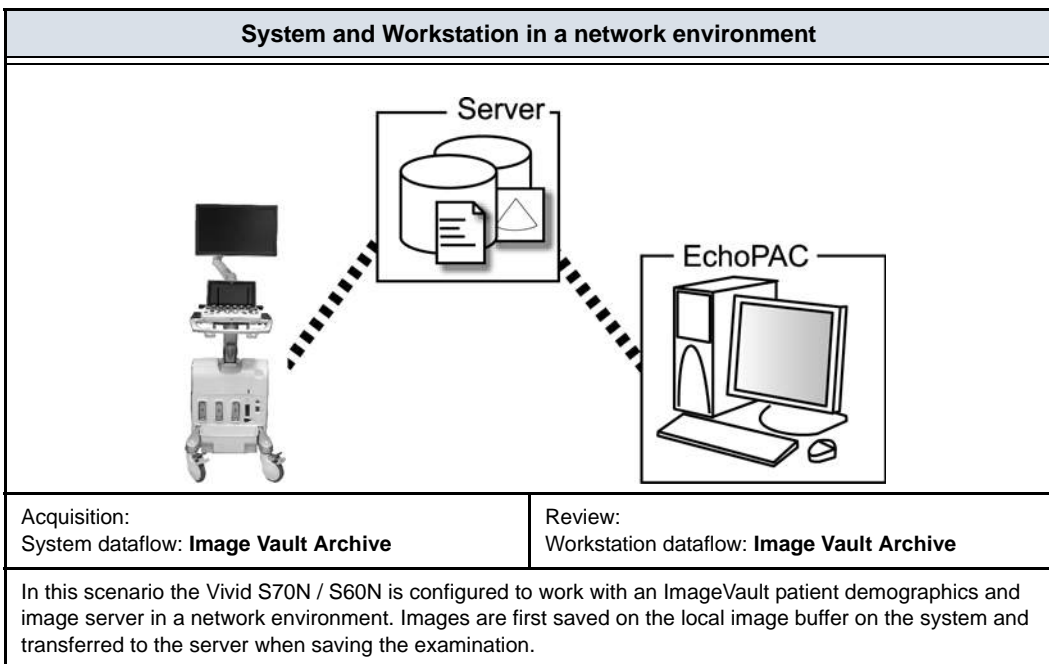 System and Workstation in a network environment
Server
EchoPAC
Acquisition:
System dataflow: Image Vault Archive
Review:
Workstation dataflow: Image Vault Archive
In this scenario the Vivid S70N / S60N is configured to work with an ImageVault patient demographics and
image server in a network environment. Images are first saved on the local image buffer on the system and
transferred to the server when saving the examination.